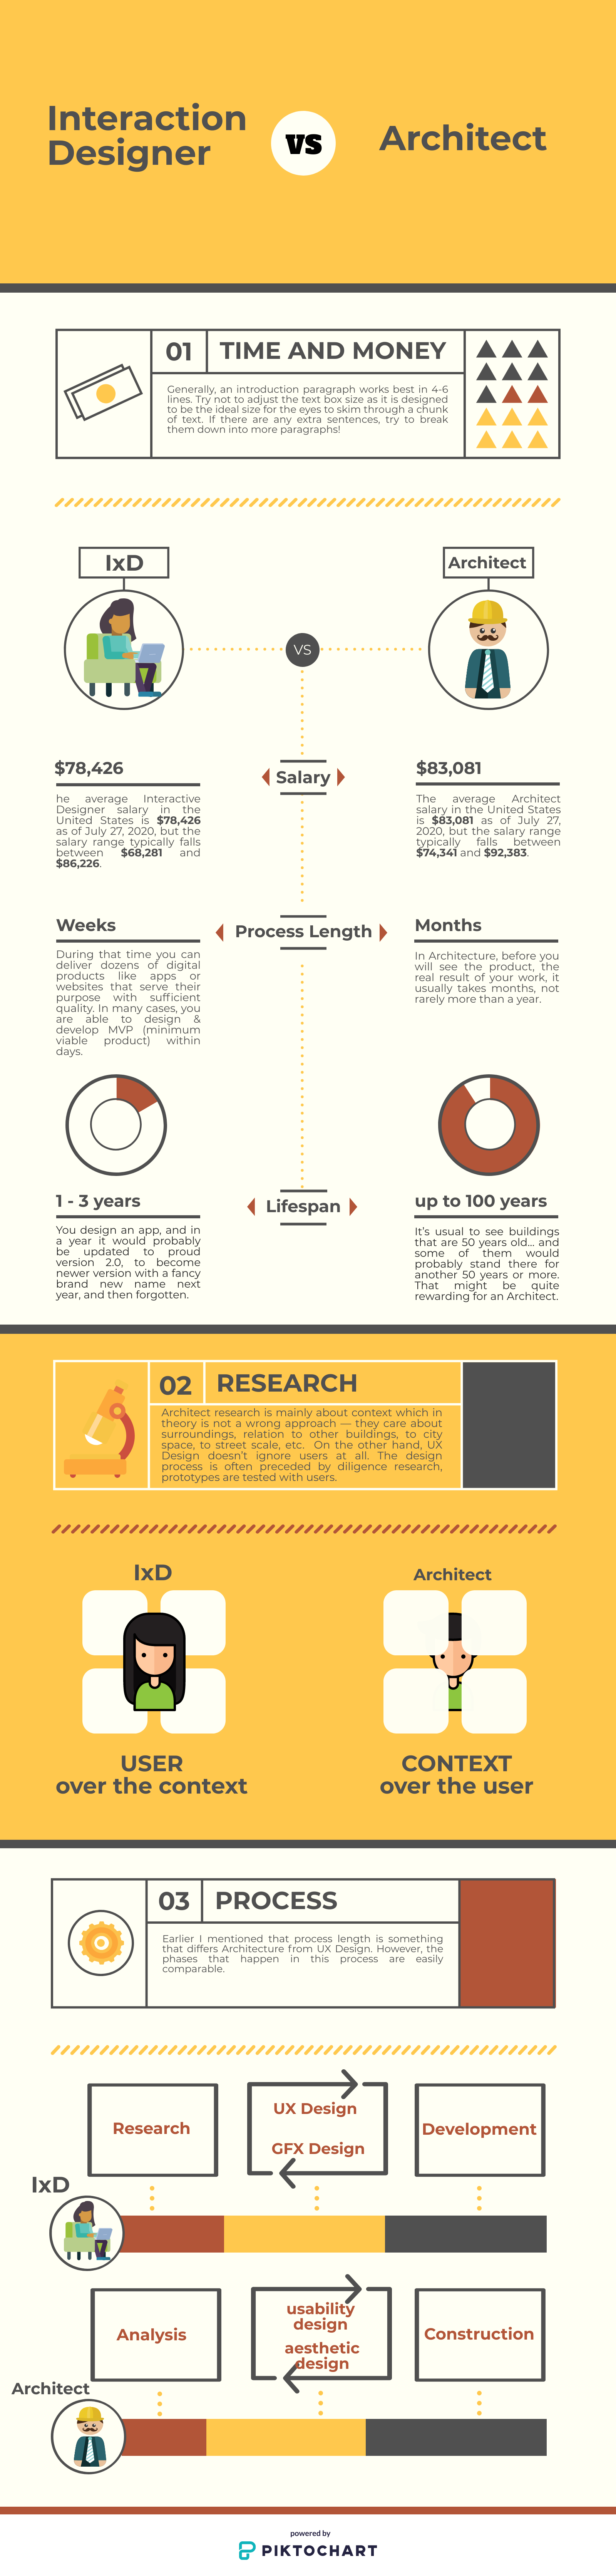 Interaction
Designer
VS
Architect
01
TIME AND MONEY
Generally, an introduction paragraph works best in 4-6
lines. Try not to adjust the text box size as it is designed
to be the ideal size for the eyes to skim through a chunk
of text. If there are any extra sentences, try to break
them down into more paragraphs!
IxD
Architect
VS
$78,426
Salary
$83,081
he average Interactive
Designer salary in the
United States is $78,426
as of July 27, 2020, but the
salary range typically falls
between $68,281 and
$86,226.
The average Architect
salary in the United States
is $83,081 as of July 27,
2020, but the salary range
typically falls between
$74,341 and $92,383.
Weeks
Process Length
Months
During that time you can
deliver dozens of digital
products like apps or
websites that serve their
purpose with sufficient
quality. In many cases, you
are able to design &
develop MVP (minimum
viable product) within
days.
In Architecture, before you
will see the product, the
real result of your work, it
usually takes months, not
rarely more than a year.
1 - 3 years
Lifespan
up to 100 years
You design an app, and in
a year it would probably
be updated to proud
version 2.0, to become
newer version with a fancy
brand new name next
year, and then forgotten.
It's usual to see buildings
that are 50 years old... and
some of them would
probably stand there for
another 50 years or more.
That might be quite
rewarding for an Architect.
02
RESEARCH
Architect research is mainly about context which in
theory is not a wrong approach — they care about
surroundings, relation to other buildings, to city
space, to street scale, etc. On the other hand, UX
Design doesn't ignore users at all. The design
process is often preceded by diligence research,
prototypes are tested with users.
IxD
Architect
USER
over the context
CONTEXT
over the user
03
PROCESS
Earlier I mentioned that process length is something
that differs Architecture from UX Design. However, the
phases that happen in this process are easily
comparable.
Research
UX Design
GFX Design
Development
IxD
Analysis
usability
design
aesthetic
design
Construction
Architect
powered by
PIKTOCHART